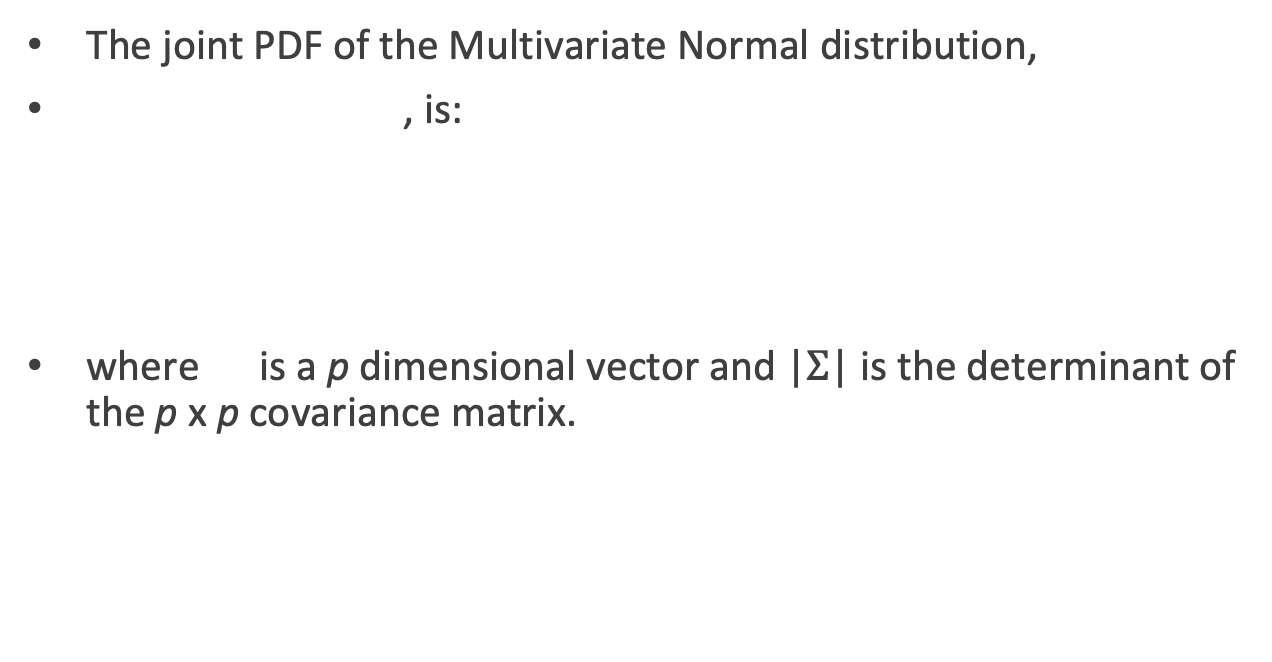 • The joint PDF of the Multivariate Normal distribution,
• , is:
• where is a p dimensional vector and |Σ| is the determinant of
the p x p covariance matrix.